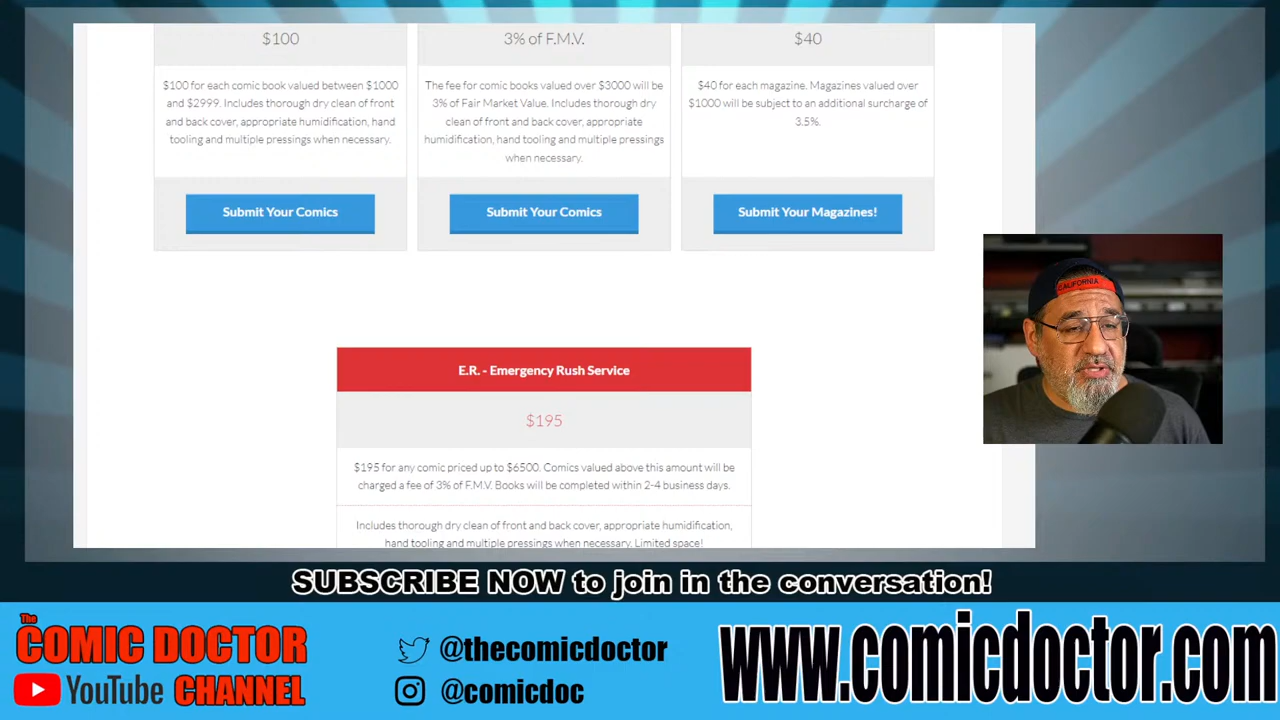 $100
$100 for each comic book valued between $1000
and $2999. Includes thorough dry clean of front
and back cover, appropriate humidification, hand
tooling and multiple pressings when necessary.
Submit Your Comics
3% of F.M.V.
The fee for comic books valued over $3000 will be
3% of Fair Market Value. Includes thorough dry
clean of front and back cover, appropriate
humidification, hand tooling and multiple pressings
when necessary.
Submit Your Comics
$40
$40 for each magazine. Magazines valued over
$1000 will be subject to an additional surcharge of
3.5%.
Submit Your Magazines!
E.R. - Emergency Rush Service
$195
$195 for any comic priced up to $6500. Comics valued above this amount will be
charged a fee of 3% of F.M.V. Books will be completed within 2-4 business days.
Includes thorough dry clean of front and back cover, appropriate humidification,
hand tooling and multiple pressings when necessary. Limited space!
CALIFORNIA
SUBSCRIBE NOW to join in the conversation!
The
COMIC DOCTOR
YouTube CHANNEL
@thecomicdoctor
@comicdoc
www.comicdoctor.com